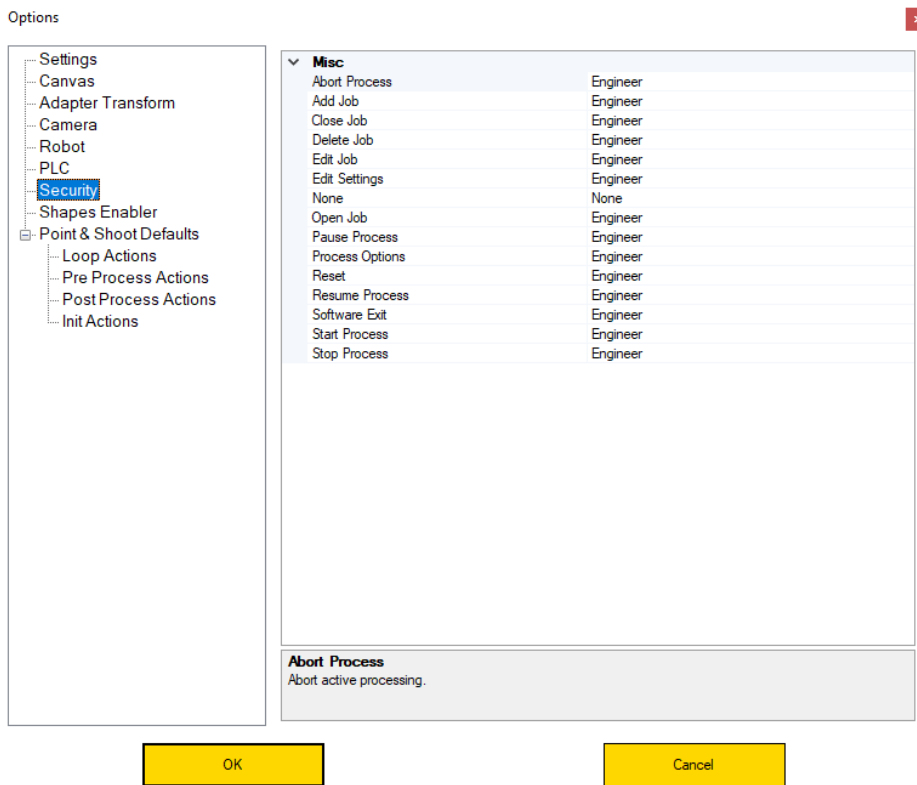 Options
Settings
Canvas
Adapter Transform
Camera
Robot
PLC
Security
Shapes Enabler
Point & Shoot Defaults
Loop Actions
Pre Process Actions
Post Process Actions
Init Actions
Misc
Abort Process Engineer
Add Job Engineer
Close Job Engineer
Delete Job Engineer
Edit Job Engineer
Edit Settings Engineer
None None
Open Job Engineer
Pause Process Engineer
Process Options Engineer
Reset Engineer
Resume Process Engineer
Software Exit Engineer
Start Process Engineer
Stop Process Engineer
Abort Process
Abort active processing.
OK Cancel